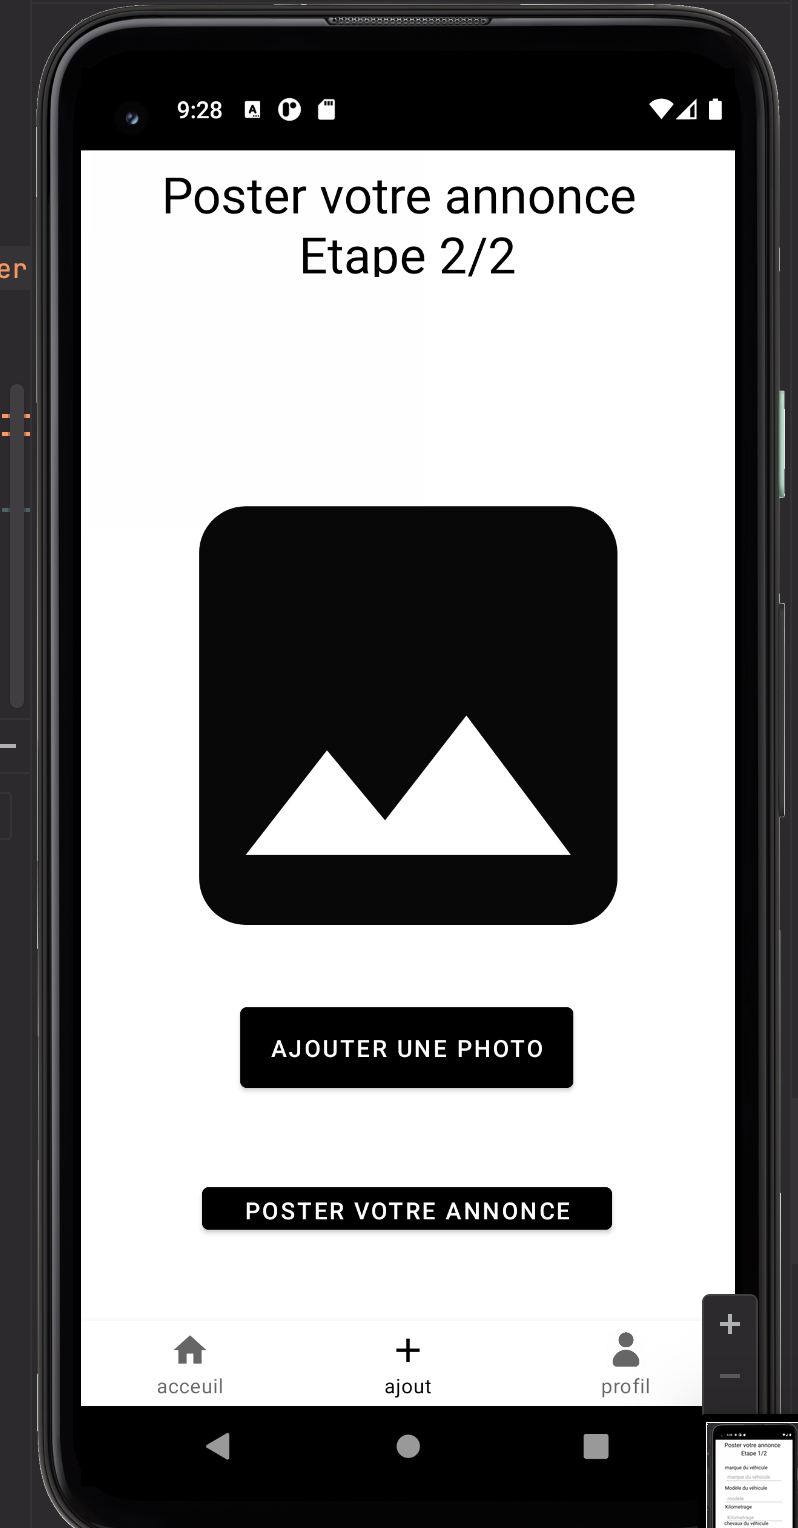 er
9:28
Poster votre annonce
Etape 2/2
AJOUTER UNE PHOTO
POSTER VOTRE ANNONCE
acceuil
ajout
profil
Poster votre annonce
Etape 1/2
marque du véhicule
marque du véhicule
Modèle du véhicule
modèle
Kilometrage
Kilometrage
chevaux du véhicule